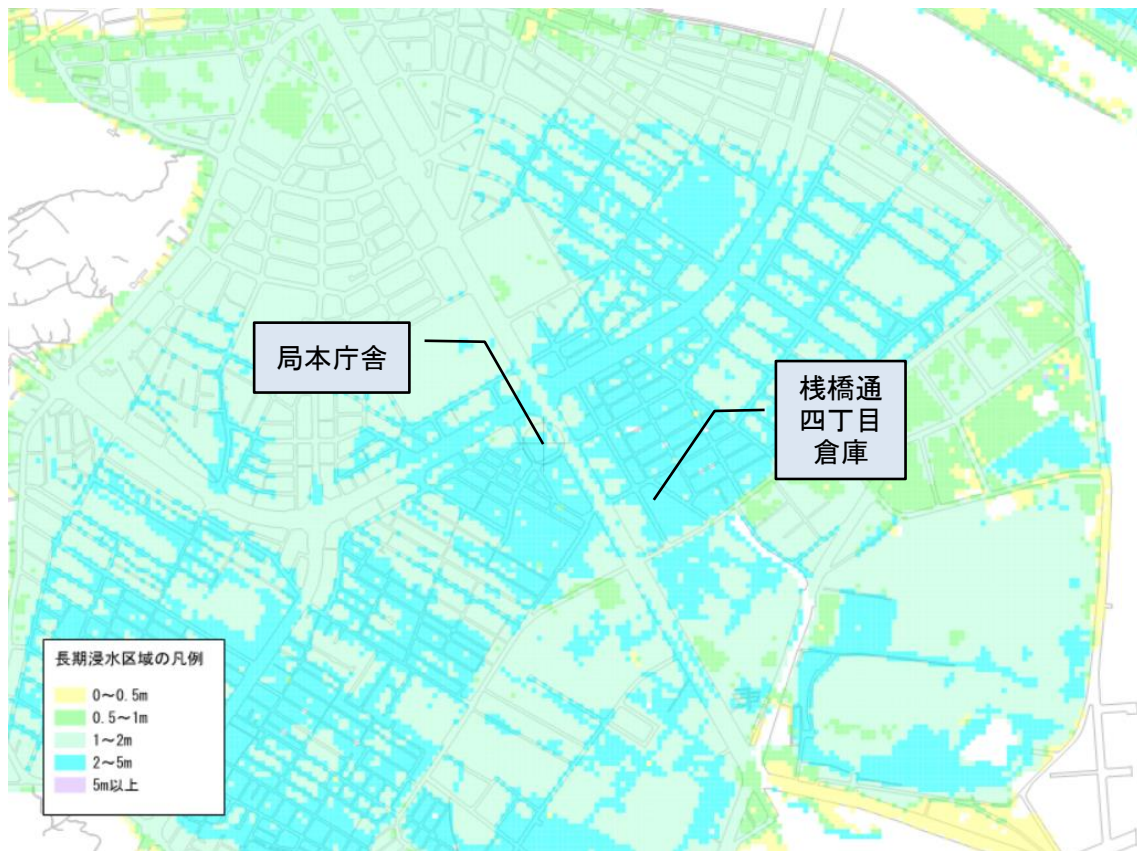 局本庁舎
桟橋通
四丁目
倉庫
長期浸水区域の凡例
0～0.5m
0.5～1m
1～2m
2～5m
5m以上